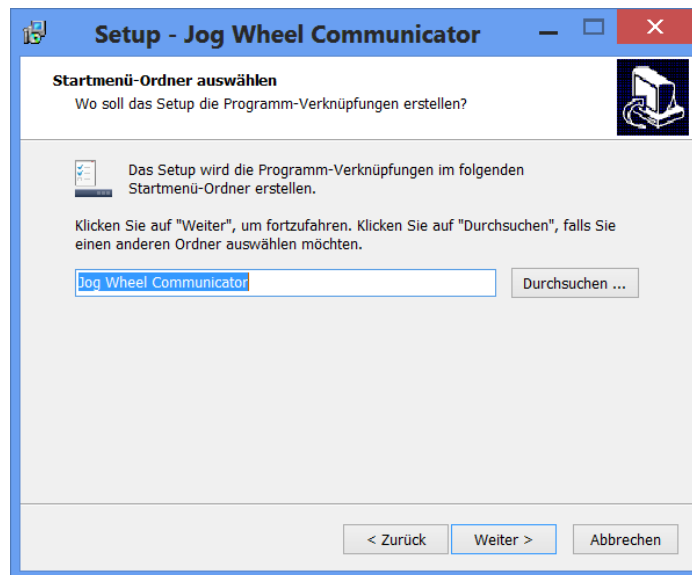 Setup - Jog Wheel Communicator
Startmenü-Ordner auswählen
Wo soll das Setup die Programm-Verknüpfungen erstellen?
Das Setup wird die Programm-Verknüpfungen im folgenden
Startmenü-Ordner erstellen.
Klicken Sie auf "Weiter", um fortzufahren. Klicken Sie auf "Durchsuchen", falls Sie
einen anderen Ordner auswählen möchten.
Jog Wheel Communicator
Durchsuchen ...
< Zurück
Weiter >
Abbrechen